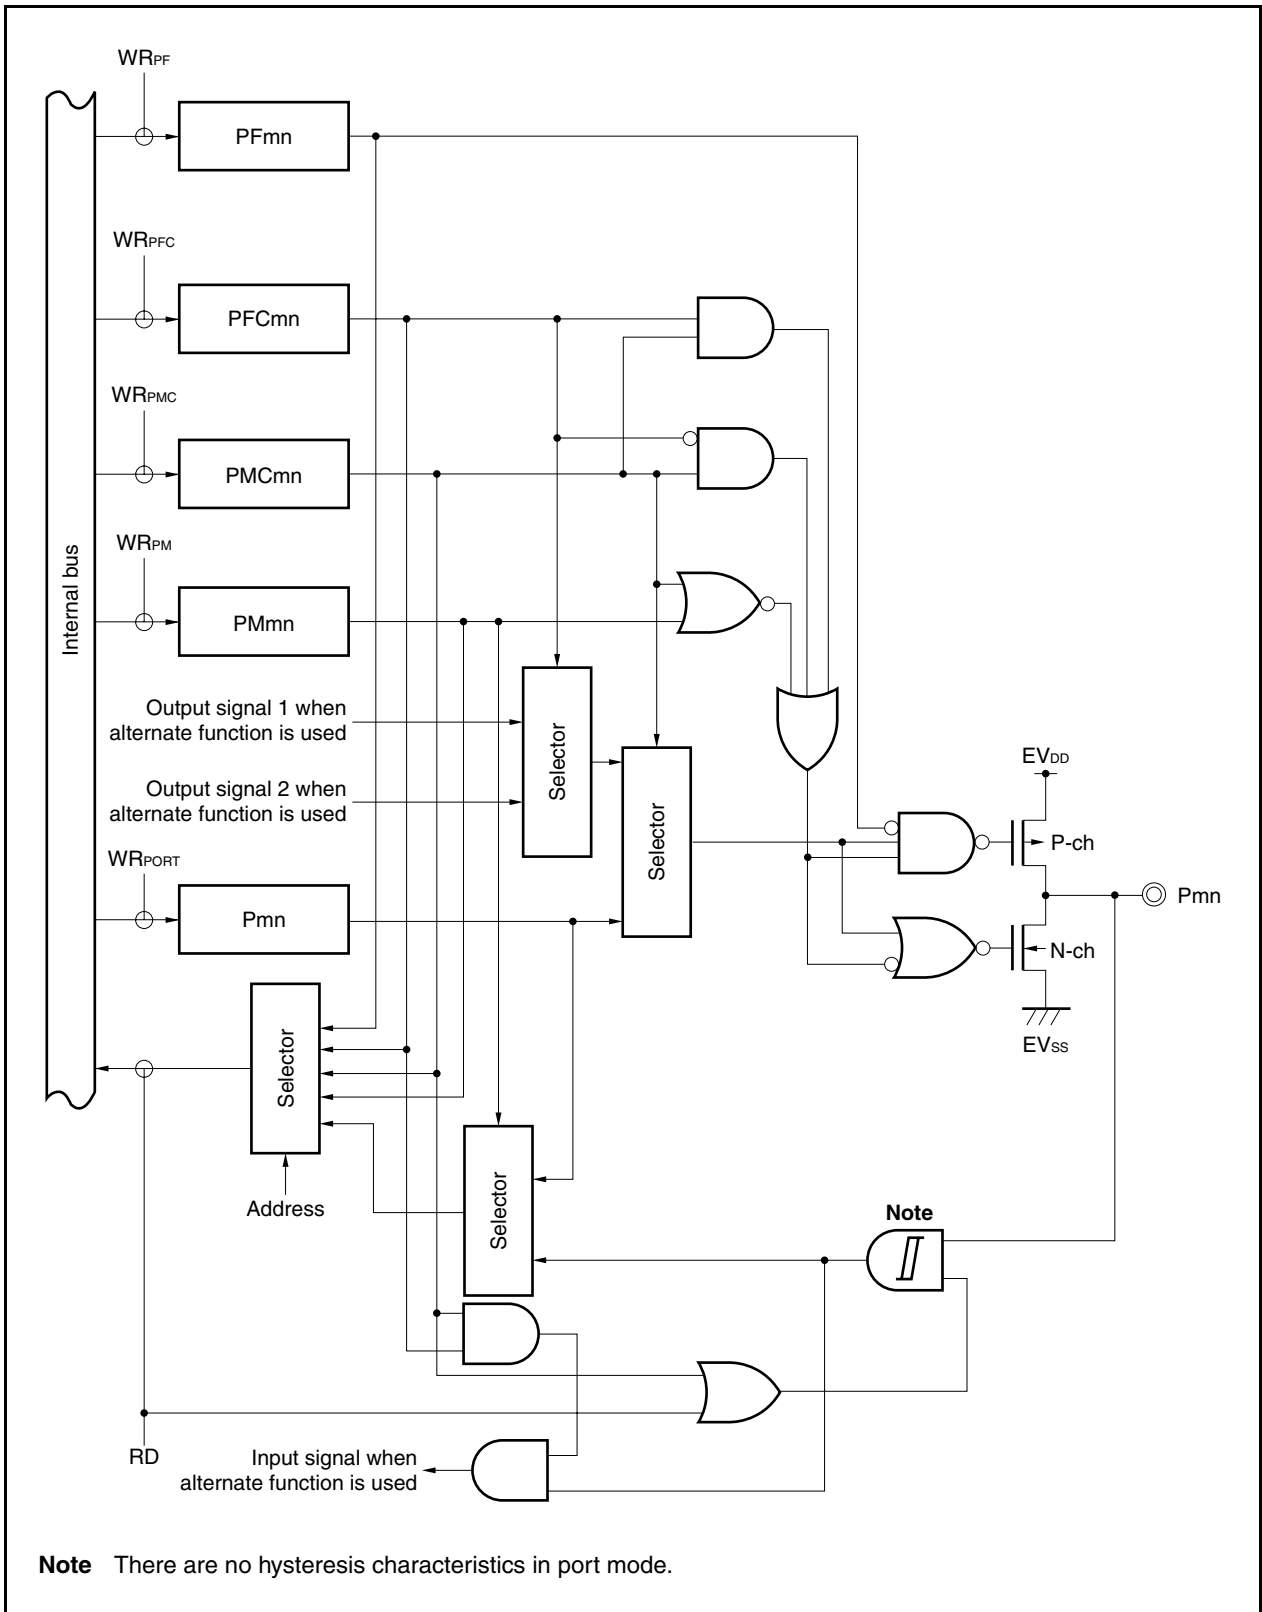 WRPF
PFmn
WRPFC
PFCmn
WRPMC
PMCmn
WRPM
PMmn
Internal bus
Output signal 1 when
alternate function is used
Output signal 2 when
alternate function is used
Selector
Selector
WRPORT
Pmn
EVDD
P-ch
Pmn
N-ch
EVSS
Selector
Address
Selector
Note
RD
Input signal when
alternate function is used
Note There are no hysteresis characteristics in port mode.